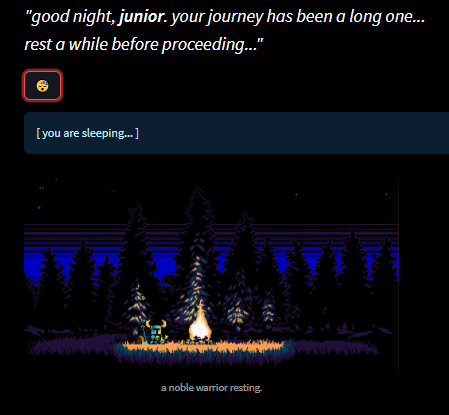 "good night, junior. your journey has been a long one...
rest a while before proceeding..."
[ you are sleeping... ]
a noble warrior resting.